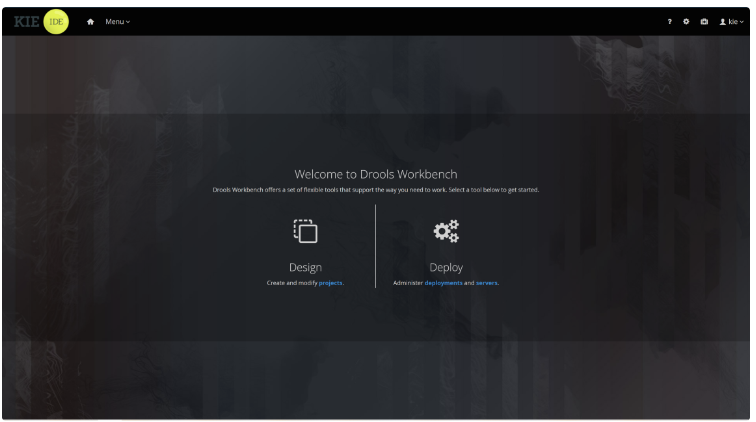 KIE IDE Menu ? kie
Welcome to Drools Workbench
Drools Workbench offers a set of flexible tools that support the way you need to work. Select a tool below to get started.
Design
Create and modify projects.
Deploy
Administer deployments and servers.